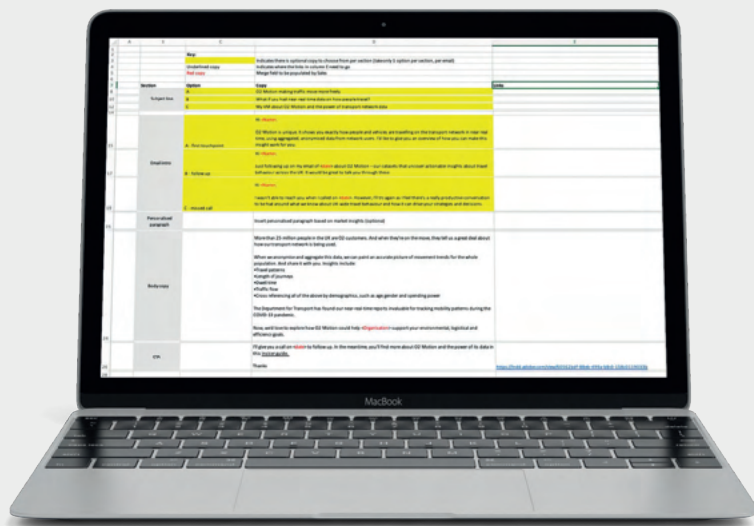 Key:
Indicates there is optional copy to choose from per section (take only 1 option per section, per email)
Underlined copy Indicates where the links in column E need to go
Red copy Merge field to be populated by Sales
Section Option Copy Links
Subject line A O2 Motion making traffic move more freely
B What if you had near real-time data on how people travel?
C My VM about O2 Motion and the power of transport network data
Hi <Name>
O2 Motion is unique. It shows you exactly how people and vehicles are travelling on the transport network in near real
time, using aggregated, anonymised data from network users. I'd like to give you an overview of how you can make this
insight work for you.
A - first touchpoint
Hi <Name>
Just following up on my email of <date> about O2 Motion – our
about travel
behaviour across the UK. It would be great to talk you through these
B - follow up
Hi <Name>
I wasn't able to reach you when I called on <date>. However, I'll try again as I feel there's a really productive conversation
to be had around what we know about UK-wide travel behaviour and how it can drive your strategies and decisions.
C - missed call
Personalised
paragraph
Insert personalised paragraph based on market insights (optional)
More than 25 million people in the UK are O2 customers. And when they're on the move, they tell us a great deal about
how our transport network is being used.
When we anonymise and aggregate this data, we can paint an accurate picture of movement trends for the whole
population. And share it with you. Insights include
•Travel patterns
•Length of journeys
•Dwell time
•Traffic flow
•Cross referencing all of the above by demographics, such as age gender and spending power
Body copy
The Department for Transport has found our near real-time reports invaluable for tracking mobility patterns during the
COVID-19 pandemic.
Now, we'd love to explore how O2 Motion could help <Organisation> support your environmental, logistical and
efficiency goals.
I'll give you a call on <date> to follow up. In the meantime, you'll find more about O2 Motion and the power of its data in
this
CTA
Thanks
MacBook